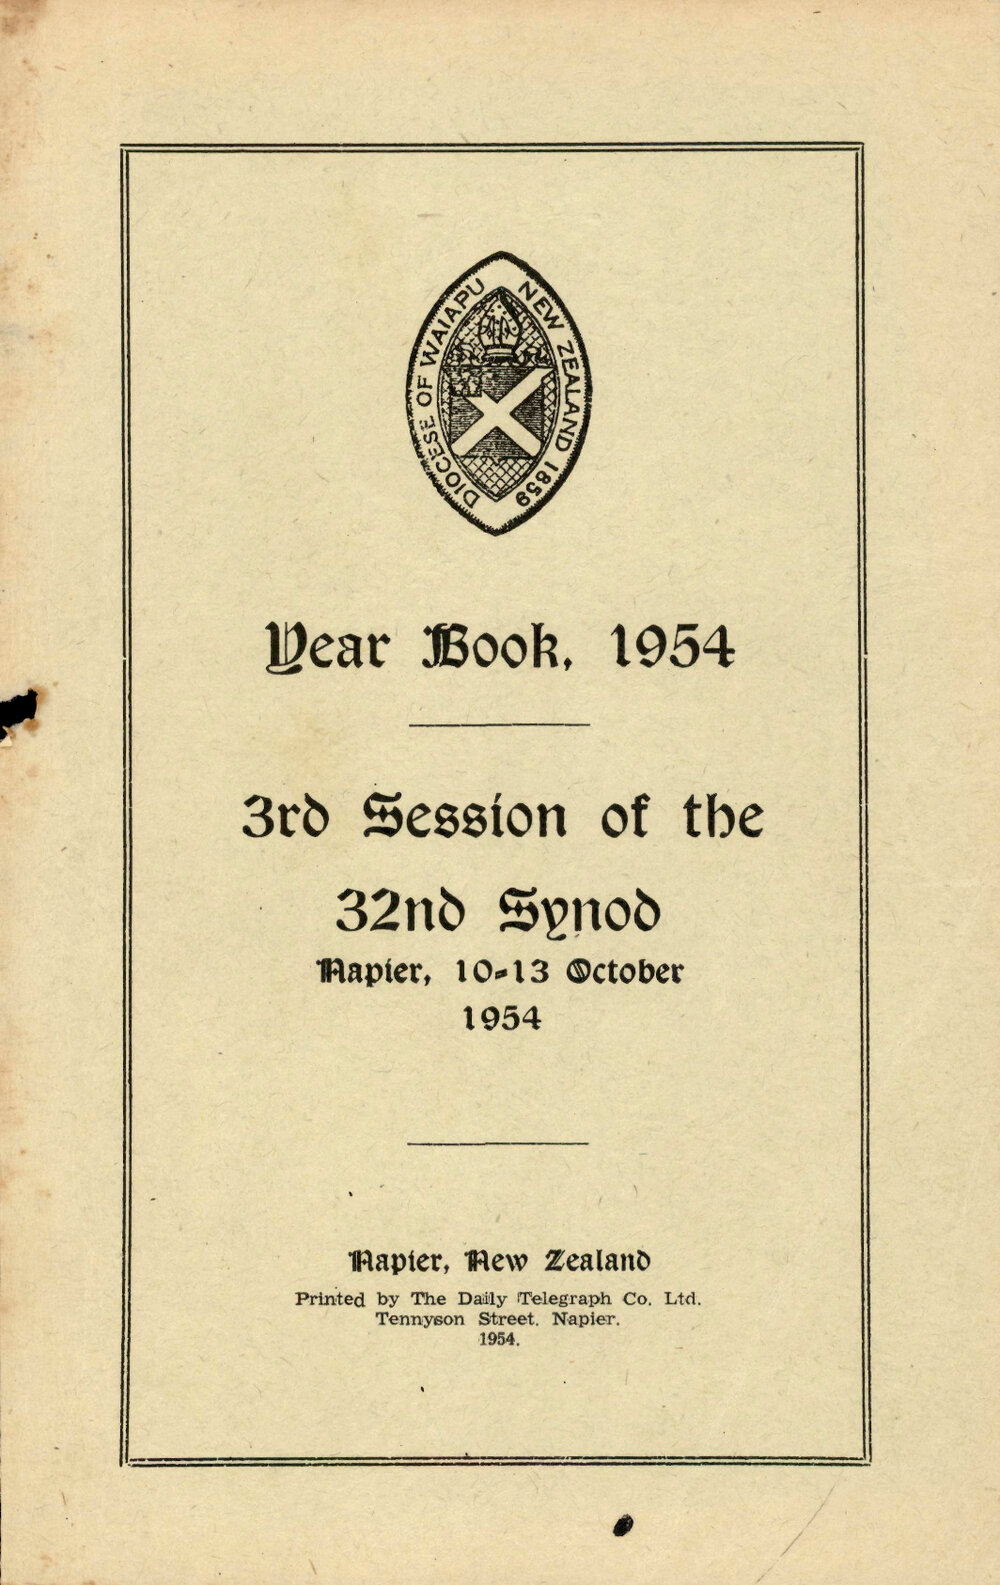 DIOCESE OF WAIAPU NEW ZEALAND 1859
Year Book, 1954
3rd Session of the
32nd Synod
Napier, 10-13 October
1954
Napier, New Zealand
Printed by The Daily Telegraph Co. Ltd.
Tennyson Street. Napier.
1954.